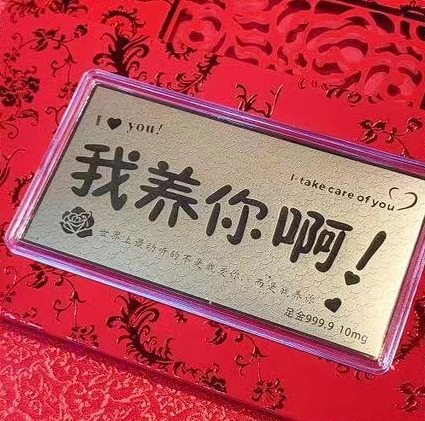 I ♥ you!
I take care of you
我养你啊!
世界上最动听的不是我爱你,而是我养你
足金999.9 10mg